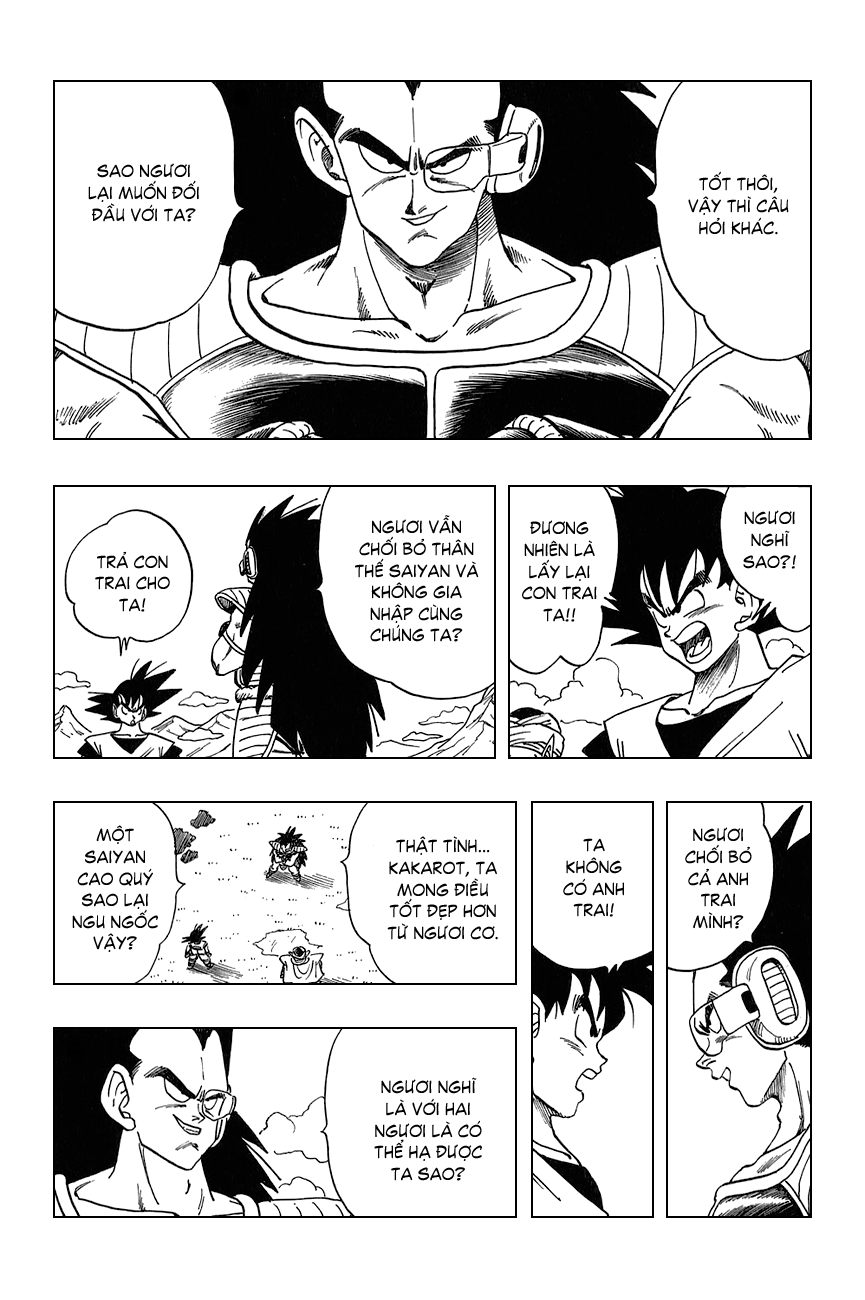 TỐT THÔI,
VẬY THÌ CÂU
HỎI KHÁC.
SAO NGƯƠI
LẠI MUỐN ĐỐI
ĐẦU VỚI TA?
NGƯƠI
NGHĨ
SAO?!
ĐƯƠNG
NHIÊN LÀ
LẤY LẠI
CON TRAI
TA!!
NGƯƠI VẪN
CHỐI BỎ THÂN
THẾ SAIYAN VÀ
KHÔNG GIA
NHẬP CÙNG
CHÚNG TA?
TRẢ CON
TRAI CHO
TA!
NGƯƠI
CHỐI BỎ
CẢ ANH
TRAI
MÌNH?
TA
KHÔNG
CÓ ANH
TRAI!
THẬT TÌNH...
KAKAROT, TA
MONG ĐIỀU
TỐT ĐẸP HƠN
TỪ NGƯƠI CƠ.
MỘT
SAIYAN
CAO QUÝ
SAO LẠI
NGU NGỐC
VẬY?
NGƯƠI NGHĨ
LÀ VỚI HAI
NGƯƠI LÀ CÓ
THỂ HẠ ĐƯỢC
TA SAO?